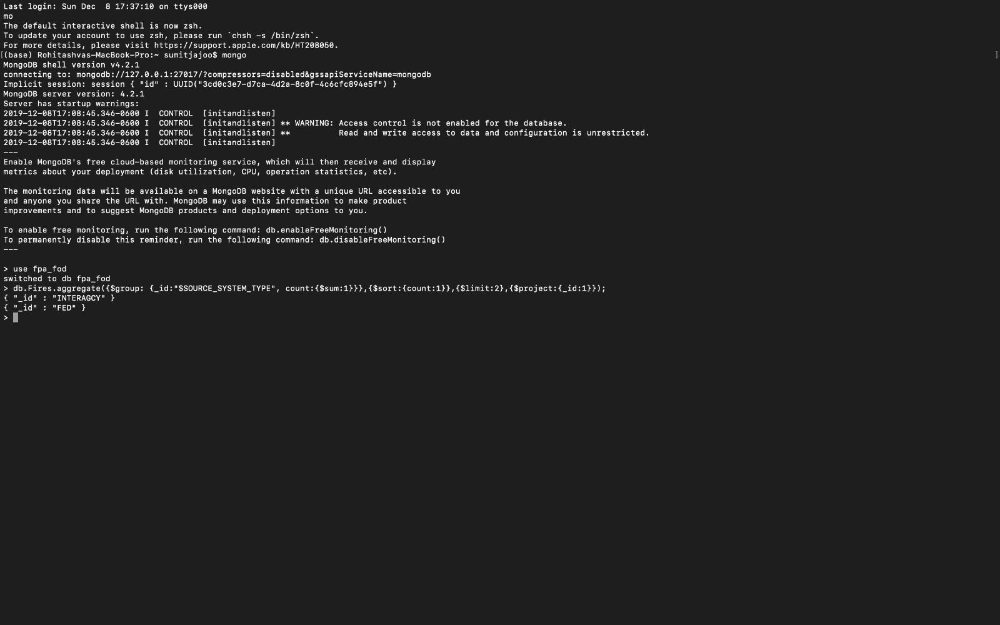 Last login: Sun Dec  8 17:37:10 on ttys000
mo
The default interactive shell is now zsh.
To update your account to use zsh, please run `chsh -s /bin/zsh`.
For more details, please visit https://support.apple.com/kb/HT208050.
[(base) Rohitashvas-MacBook-Pro:~ sumitjajoo$ mongo ]
MongoDB shell version v4.2.1
connecting to: mongodb://127.0.0.1:27017/?compressors=disabled&gssapiServiceName=mongodb
Implicit session: session { "id" : UUID("3cd0c3e7-d7ca-4d2a-8c0f-4c6cfc894e5f") }
MongoDB server version: 4.2.1
Server has startup warnings:
2019-12-08T17:08:45.346-0600 I  CONTROL  [initandlisten]
2019-12-08T17:08:45.346-0600 I  CONTROL  [initandlisten] ** WARNING: Access control is not enabled for the database.
2019-12-08T17:08:45.346-0600 I  CONTROL  [initandlisten] **          Read and write access to data and configuration is unrestricted.
2019-12-08T17:08:45.346-0600 I  CONTROL  [initandlisten]
---
Enable MongoDB's free cloud-based monitoring service, which will then receive and display
metrics about your deployment (disk utilization, CPU, operation statistics, etc).

The monitoring data will be available on a MongoDB website with a unique URL accessible to you
and anyone you share the URL with. MongoDB may use this information to make product
improvements and to suggest MongoDB products and deployment options to you.

To enable free monitoring, run the following command: db.enableFreeMonitoring()
To permanently disable this reminder, run the following command: db.disableFreeMonitoring()
---

> use fpa_fod
switched to db fpa_fod
> db.Fires.aggregate({$group: {_id:"$SOURCE_SYSTEM_TYPE", count:{$sum:1}}},{$sort:{count:1}},{$limit:2},{$project:{_id:1}});
{ "_id" : "INTERAGCY" }
{ "_id" : "FED" }
>